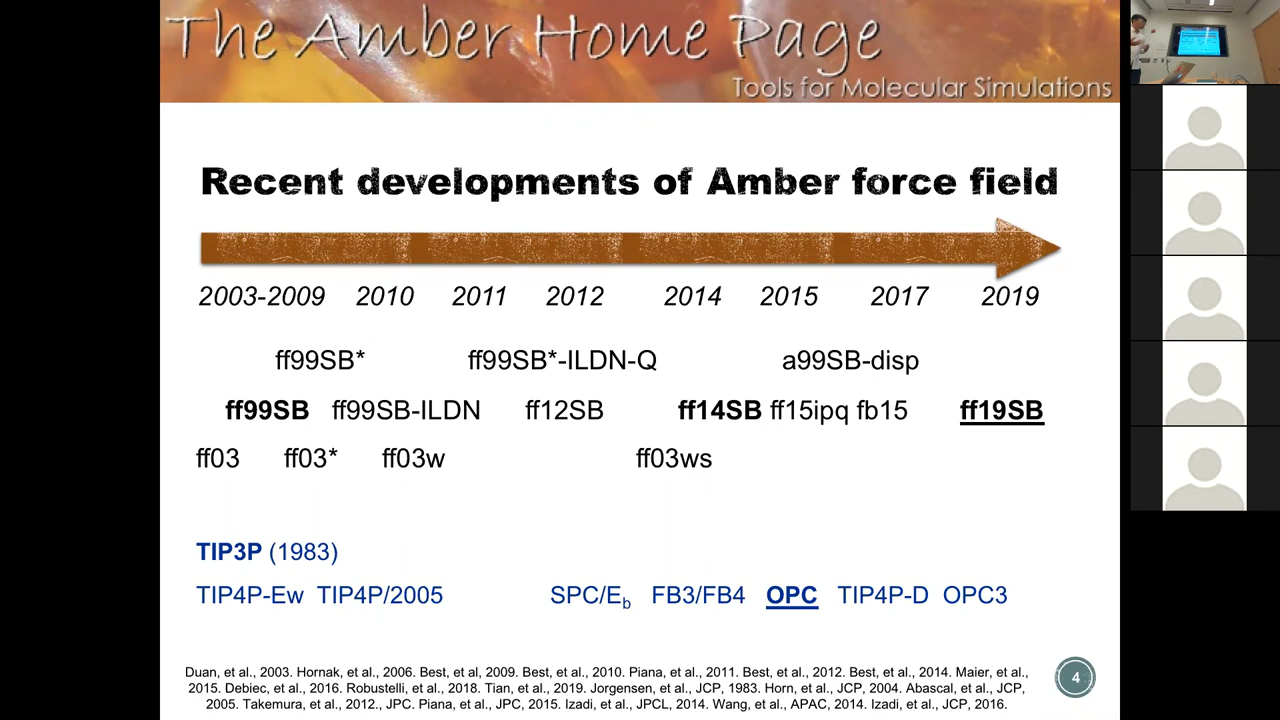 The Amber Home Page
Tools for Molecular Simulations
Recent developments of Amber force field
2003-2009 2010 2011 2012 2014 2015 2017 2019
ff99SB* ff99SB*-ILDN-Q a99SB-disp
ff99SB ff99SB-ILDN ff12SB ff14SB ff15ipq fb15 ff19SB
ff03 ff03* ff03w ff03ws
TIP3P (1983)
TIP4P-Ew TIP4P/2005 SPC/Eb FB3/FB4 OPC TIP4P-D OPC3
Duan, et al., 2003. Hornak, et al., 2006. Best, et al, 2009. Best, et al., 2010. Piana, et al., 2011. Best, et al., 2012. Best, et al., 2014. Maier, et al.,
2015. Debiec, et al., 2016. Robustelli, et al., 2018. Tian, et al., 2019. Jorgensen, et al., JCP, 1983. Horn, et al., JCP, 2004. Abascal, et al., JCP,
2005. Takemura, et al., 2012., JPC. Piana, et al., JPC, 2015. Izadi, et al., JPCL, 2014. Wang, et al., APAC, 2014. Izadi, et al., JCP, 2016.
4